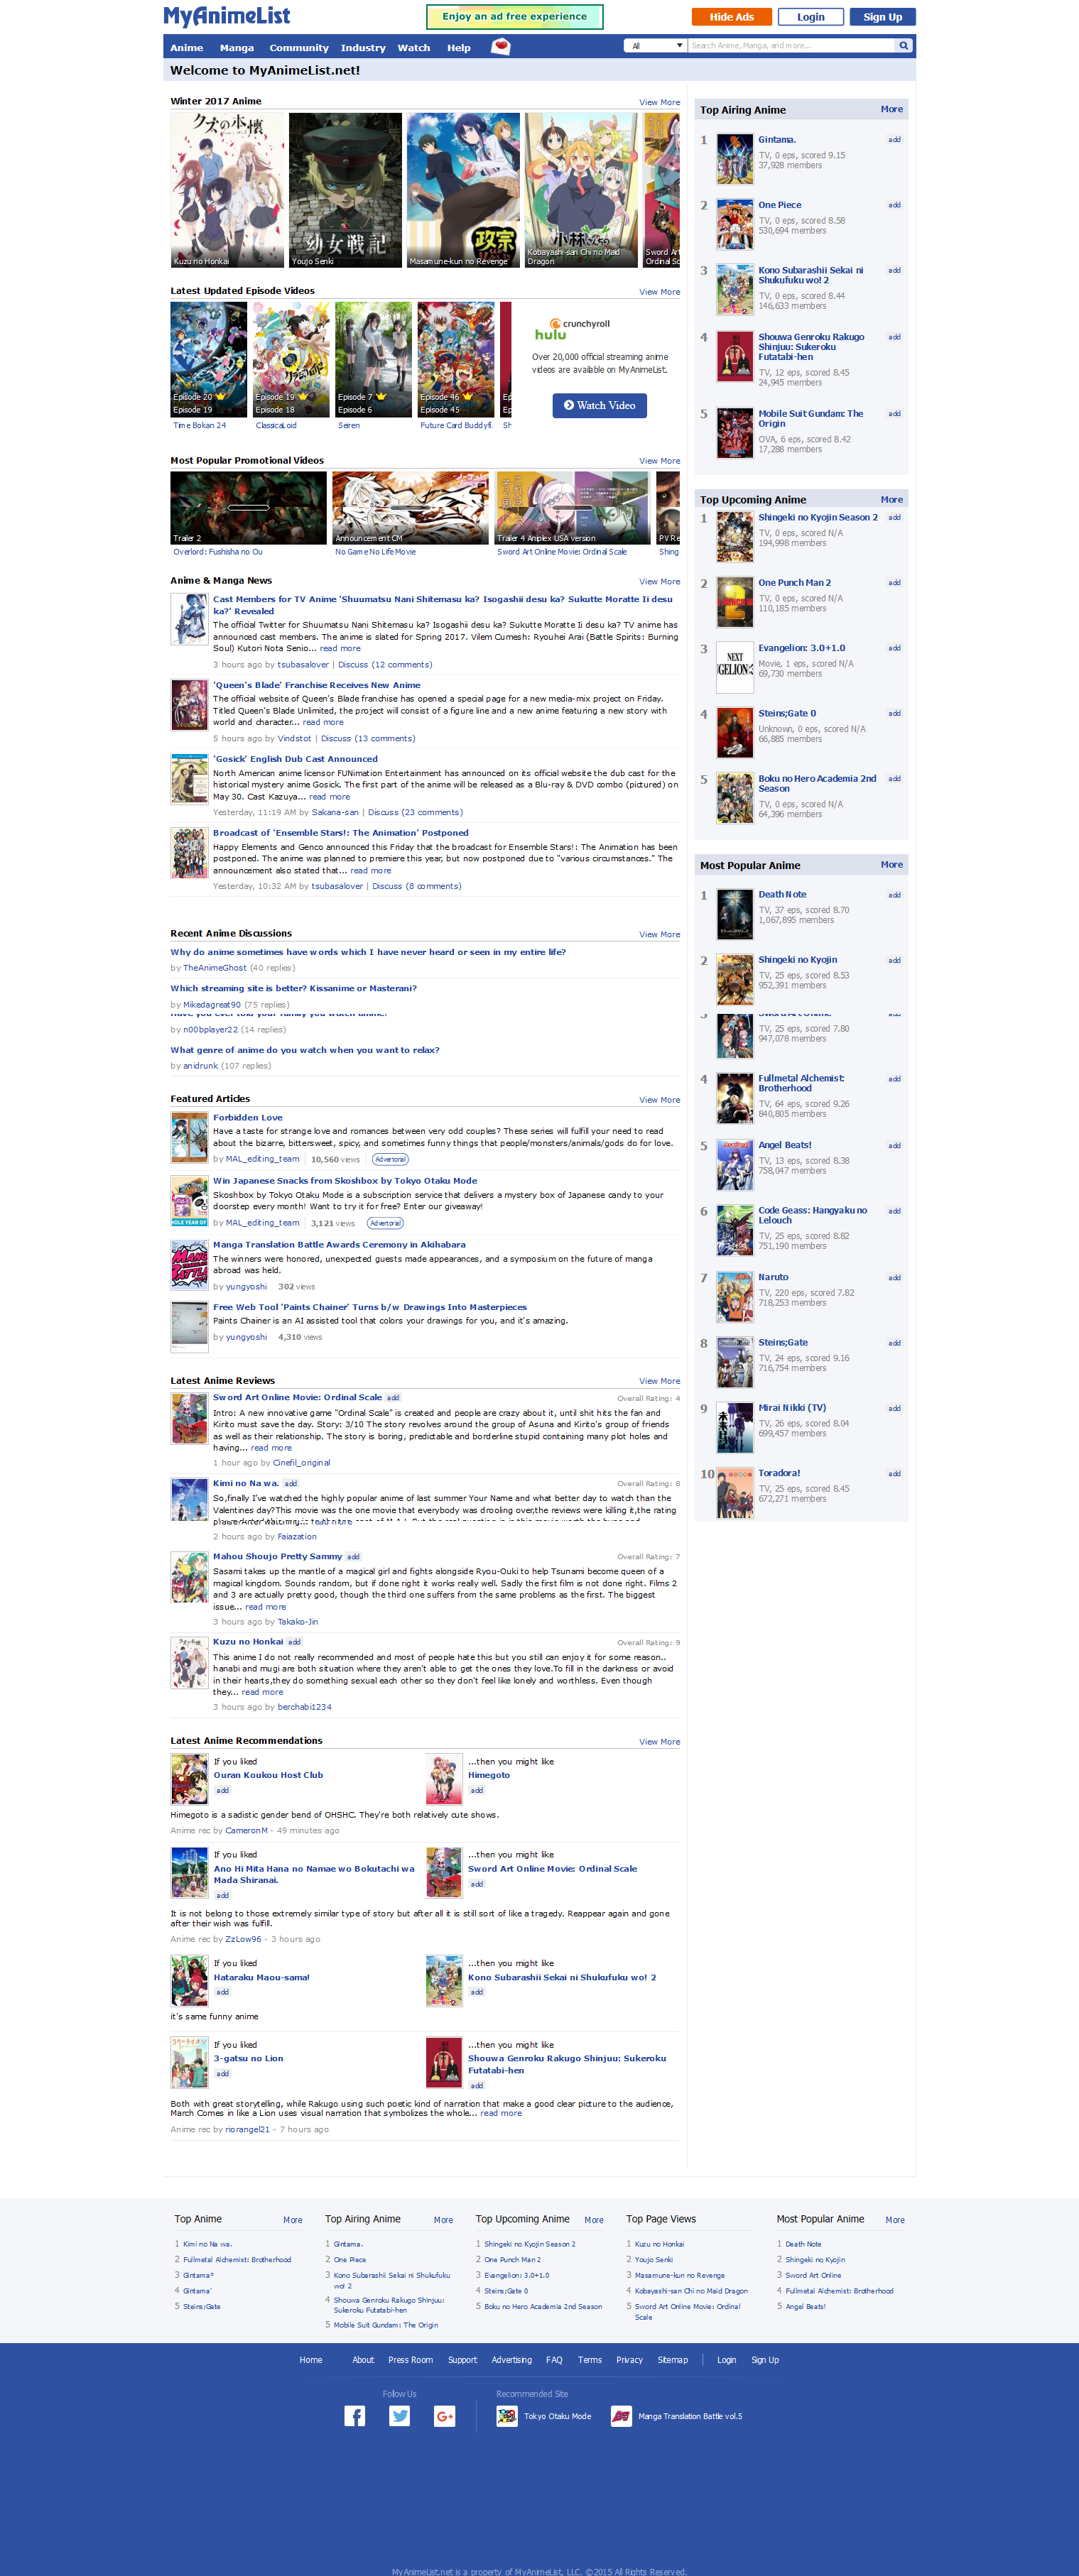 MyAnimeList
Enjoy an ad free experience
Hide Ads
Login
Sign Up
Anime
Manga
Community
Industry
Watch
Help
All
Search Anime, Manga, and more...
Welcome to MyAnimeList.net!
Winter 2017 Anime
View More
クズの本懐
幼女戦記
政宗
小林さんちの
Kuzu no Honkai
Youjo Senki
Masamune-kun no Revenge
Kobayashi-san Chi no Maid
Dragon
Sword Art
Ordinal Sc
Latest Updated Episode Videos
View More
Episode 20
Episode 19
Time Bokan 24
Episode 19
Episode 18
ClassicaLoid
Episode 7
Episode 6
Seiren
Episode 46
Episode 45
Future Card Buddyfi
Ep
Ep
Sh
crunchyroll
hulu
Over 20,000 official streaming anime
videos are available on MyAnimeList.
Watch Video
Most Popular Promotional Videos
View More
Trailer 2
Overlord: Fushisha no Ou
Announcement CM
No Game No Life Movie
Trailer 4 Aniplex USA version
Sword Art Online Movie: Ordinal Scale
PV Re
Shing
Anime & Manga News
View More
Cast Members for TV Anime 'Shuumatsu Nani Shitemasu ka? Isogashii desu ka? Sukutte Moratte Ii desu
ka?' Revealed
The official Twitter for Shuumatsu Nani Shitemasu ka? Isogashii desu ka? Sukutte Moratte Ii desu ka? TV anime has
announced cast members. The anime is slated for Spring 2017. Vilem Cumesh: Ryouhei Arai (Battle Spirits: Burning
Soul) Kutori Nota Senio... read more
3 hours ago by tsubasalover | Discuss (12 comments)
'Queen's Blade' Franchise Receives New Anime
The official website of Queen's Blade franchise has opened a special page for a new media-mix project on Friday.
Titled Queen's Blade Unlimited, the project will consist of a figure line and a new anime featuring a new story with
world and character... read more
5 hours ago by Vindstot | Discuss (13 comments)
'Gosick' English Dub Cast Announced
North American anime licensor FUNimation Entertainment has announced on its official website the dub cast for the
historical mystery anime Gosick. The first part of the anime will be released as a Blu-ray & DVD combo (pictured) on
May 30. Cast Kazuya... read more
Yesterday, 11:19 AM by Sakana-san | Discuss (23 comments)
Broadcast of 'Ensemble Stars!: The Animation' Postponed
Happy Elements and Genco announced this Friday that the broadcast for Ensemble Stars!: The Animation has been
postponed. The anime was planned to premiere this year, but now postponed due to "various circumstances." The
announcement also stated that... read more
Yesterday, 10:32 AM by tsubasalover | Discuss (8 comments)
Recent Anime Discussions
View More
Why do anime sometimes have words which I have never heard or seen in my entire life?
by TheAnimeGhost (40 replies)
Which streaming site is better? Kissanime or Masterani?
by Mikedagreat90 (75 replies)
Have you ever told your family you watch anime?
by n00bplayer22 (14 replies)
What genre of anime do you watch when you want to relax?
by anidrunk (107 replies)
Featured Articles
View More
Forbidden Love
Have a taste for strange love and romances between very odd couples? These series will fulfill your need to read
about the bizarre, bittersweet, spicy, and sometimes funny things that people/monsters/animals/gods do for love.
by MAL_editing_team 10,560 views Advertorial
Win Japanese Snacks from Skoshbox by Tokyo Otaku Mode
Skoshbox by Tokyo Otaku Mode is a subscription service that delivers a mystery box of Japanese candy to your
doorstep every month! Want to try it for free? Enter our giveaway!
by MAL_editing_team 3,121 views Advertorial
Manga Translation Battle Awards Ceremony in Akihabara
The winners were honored, unexpected guests made appearances, and a symposium on the future of manga
abroad was held.
by yungyoshi 302 views
Free Web Tool 'Paints Chainer' Turns b/w Drawings Into Masterpieces
Paints Chainer is an AI assisted tool that colors your drawings for you, and it's amazing.
by yungyoshi 4,310 views
Latest Anime Reviews
View More
Sword Art Online Movie: Ordinal Scale add
Overall Rating: 4
Intro: A new innovative game "Ordinal Scale" is created and people are crazy about it, until shit hits the fan and
Kirito must save the day. Story: 3/10 The story revolves around the group of Asuna and Kirito's group of friends
as well as their relationship. The story is boring, predictable and borderline stupid containing many plot holes and
having... read more
1 hour ago by Cinefil_original
Kimi no Na wa. add
Overall Rating: 8
So,finally I've watched the highly popular anime of last summer Your Name and what better day to watch than the
Valentines day?This movie was the one movie that everybody was drooling over,the reviews were killing it,the rating
2 hours ago by Faiazation
Mahou Shoujo Pretty Sammy add
Overall Rating: 7
Sasami takes up the mantle of a magical girl and fights alongside Ryou-Ouki to help Tsunami become queen of a
magical kingdom. Sounds random, but if done right it works really well. Sadly the first film is not done right. Films 2
and 3 are actually pretty good, though the third one suffers from the same problems as the first. The biggest
issue... read more
3 hours ago by Takako-Jin
Kuzu no Honkai add
Overall Rating: 9
This anime I do not really recommended and most of people hate this but you still can enjoy it for some reason..
hanabi and mugi are both situation where they aren't able to get the ones they love.To fill in the darkness or avoid
in their hearts,they do something sexual each other so they don't feel like lonely and worthless. Even though
they... read more
3 hours ago by berchabi1234
Latest Anime Recommendations
View More
If you liked
Ouran Koukou Host Club
add
...then you might like
Himegoto
add
Himegoto is a sadistic gender bend of OHSHC. They're both relatively cute shows.
Anime rec by CameronM - 49 minutes ago
If you liked
Ano Hi Mita Hana no Namae wo Bokutachi wa
Mada Shiranai.
add
...then you might like
Sword Art Online Movie: Ordinal Scale
add
It is not belong to those extremely similar type of story but after all it is still sort of like a tragedy. Reappear again and gone
after their wish was fulfill.
Anime rec by ZzLow96 - 3 hours ago
If you liked
Hataraku Maou-sama!
add
...then you might like
Kono Subarashii Sekai ni Shukufuku wo! 2
add
it's same funny anime
If you liked
3-gatsu no Lion
add
...then you might like
Shouwa Genroku Rakugo Shinjuu: Sukeroku
Futatabi-hen
add
Both with great storytelling, while Rakugo using such poetic kind of narration that make a good clear picture to the audience,
March Comes in like a Lion uses visual narration that symbolizes the whole... read more
Anime rec by riorangel21 - 7 hours ago
Top Airing Anime
More
1
Gintama.
add
TV, 0 eps, scored 9.15
37,928 members
2
One Piece
add
TV, 0 eps, scored 8.58
530,694 members
3
Kono Subarashii Sekai ni
Shukufuku wo! 2
add
TV, 0 eps, scored 8.44
146,633 members
4
Shouwa Genroku Rakugo
Shinjuu: Sukeroku
Futatabi-hen
add
TV, 12 eps, scored 8.45
24,945 members
5
Mobile Suit Gundam: The
Origin
add
OVA, 6 eps, scored 8.42
17,288 members
Top Upcoming Anime
More
1
Shingeki no Kyojin Season 2
add
TV, 0 eps, scored N/A
194,998 members
2
One Punch Man 2
add
TV, 0 eps, scored N/A
110,185 members
3
NEXT
GELION :3
Evangelion: 3.0+1.0
add
Movie, 1 eps, scored N/A
69,730 members
4
Steins;Gate 0
add
Unknown, 0 eps, scored N/A
66,885 members
5
Boku no Hero Academia 2nd
Season
add
TV, 0 eps, scored N/A
64,396 members
Most Popular Anime
More
1
Death Note
add
TV, 37 eps, scored 8.70
1,067,895 members
2
Shingeki no Kyojin
add
TV, 25 eps, scored 8.53
952,391 members
3
Sword Art Online
add
TV, 25 eps, scored 7.80
947,078 members
4
Fullmetal Alchemist:
Brotherhood
add
TV, 64 eps, scored 9.26
840,805 members
5
Angel Beats!
add
TV, 13 eps, scored 8.38
758,047 members
6
Code Geass: Hangyaku no
Lelouch
add
TV, 25 eps, scored 8.82
751,190 members
7
Naruto
add
TV, 220 eps, scored 7.82
718,253 members
8
Steins;Gate
add
TV, 24 eps, scored 9.16
716,754 members
9
Mirai Nikki (TV)
add
TV, 26 eps, scored 8.04
699,457 members
10
Toradora!
add
TV, 25 eps, scored 8.45
672,271 members
Top Anime
More
1 Kimi no Na wa.
2 Fullmetal Alchemist: Brotherhood
3 Gintama°
4 Gintama'
5 Steins;Gate
Top Airing Anime
More
1 Gintama.
2 One Piece
3 Kono Subarashii Sekai ni Shukufuku
wo! 2
4 Shouwa Genroku Rakugo Shinjuu:
Sukeroku Futatabi-hen
5 Mobile Suit Gundam: The Origin
Top Upcoming Anime
More
1 Shingeki no Kyojin Season 2
2 One Punch Man 2
3 Evangelion: 3.0+1.0
4 Steins;Gate 0
5 Boku no Hero Academia 2nd Season
Top Page Views
1 Kuzu no Honkai
2 Youjo Senki
3 Masamune-kun no Revenge
4 Kobayashi-san Chi no Maid Dragon
5 Sword Art Online Movie: Ordinal
Scale
Most Popular Anime
More
1 Death Note
2 Shingeki no Kyojin
3 Sword Art Online
4 Fullmetal Alchemist: Brotherhood
5 Angel Beats!
Home
About
Press Room
Support
Advertising
FAQ
Terms
Privacy
Sitemap
Login
Sign Up
Follow Us
Recommended Site
Tokyo Otaku Mode
Manga Translation Battle vol.5
MyAnimeList.net is a property of MyAnimeList, LLC. ©2015 All Rights Reserved.